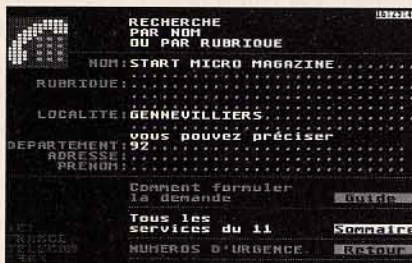 RECHERCHE
PAR NOM
OU PAR RUBRIQUE
NOM: START MICRO MAGAZINE
RUBRIQUE:
LOCALITE: GENNEVILLIERS
vous pouvez préciser
DEPARTEMENT: 92
ADRESSE:
PRENOM:
Comment formuler
la demande Guide
Tous les
services du 11 Sommaire
NUMEROS D'URGENCE Retour